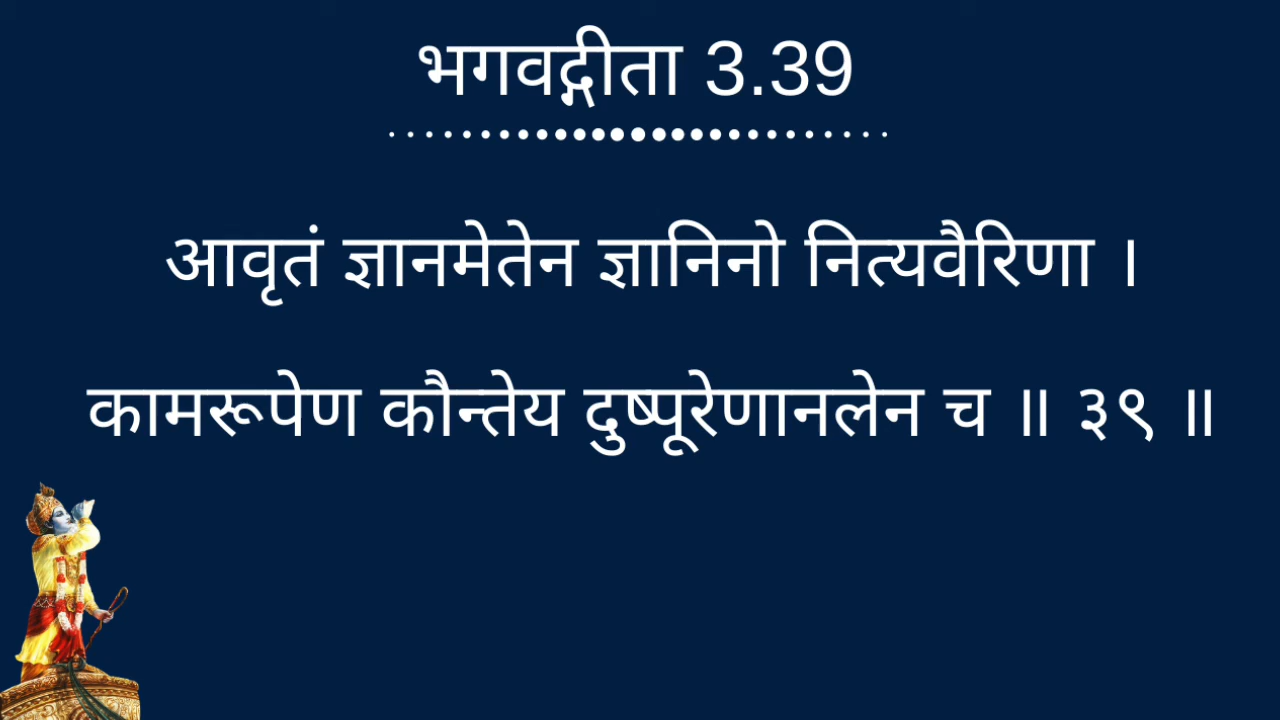 भगवद्गीता 3.39
आवृतं ज्ञानमेतेन ज्ञानिनो नित्यवैरिणा ।
कामरूपेण कौन्तेय दुष्पूरेणानलेन च ॥ ३९ ॥